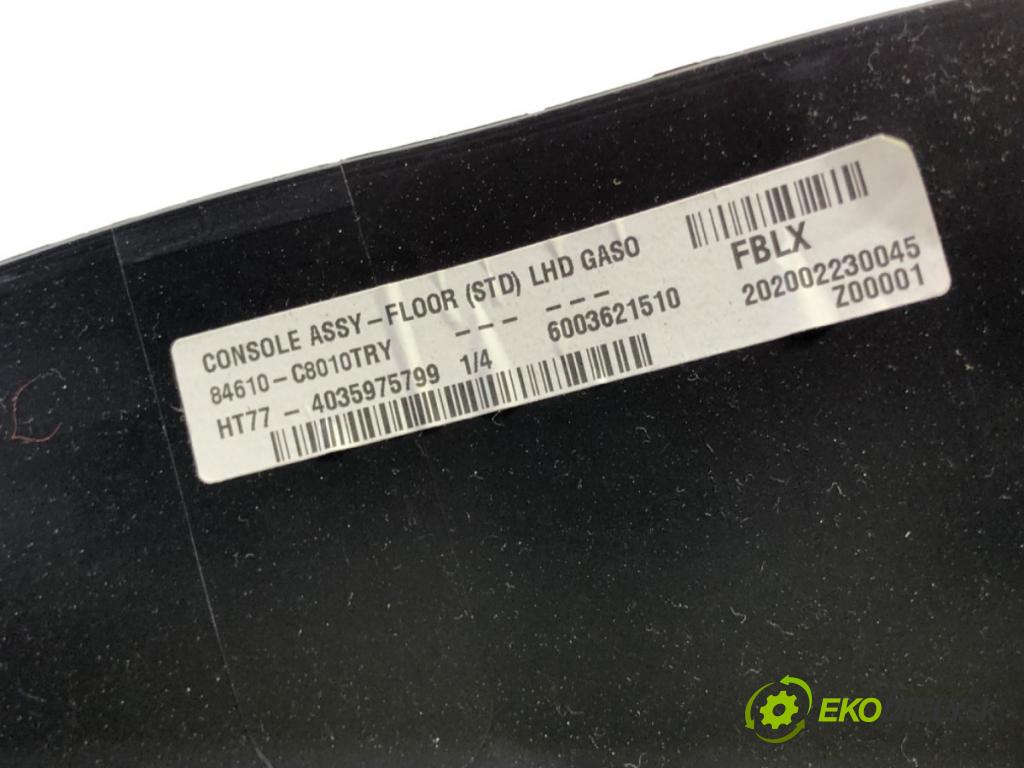 CONSOLE ASSY-FLOOR (STD) LHD GASO
84610-C8010TRY --- ---
HT77 - 4035975799 1/4 6003621510
FBLX
202002230045
Z00001
EKO